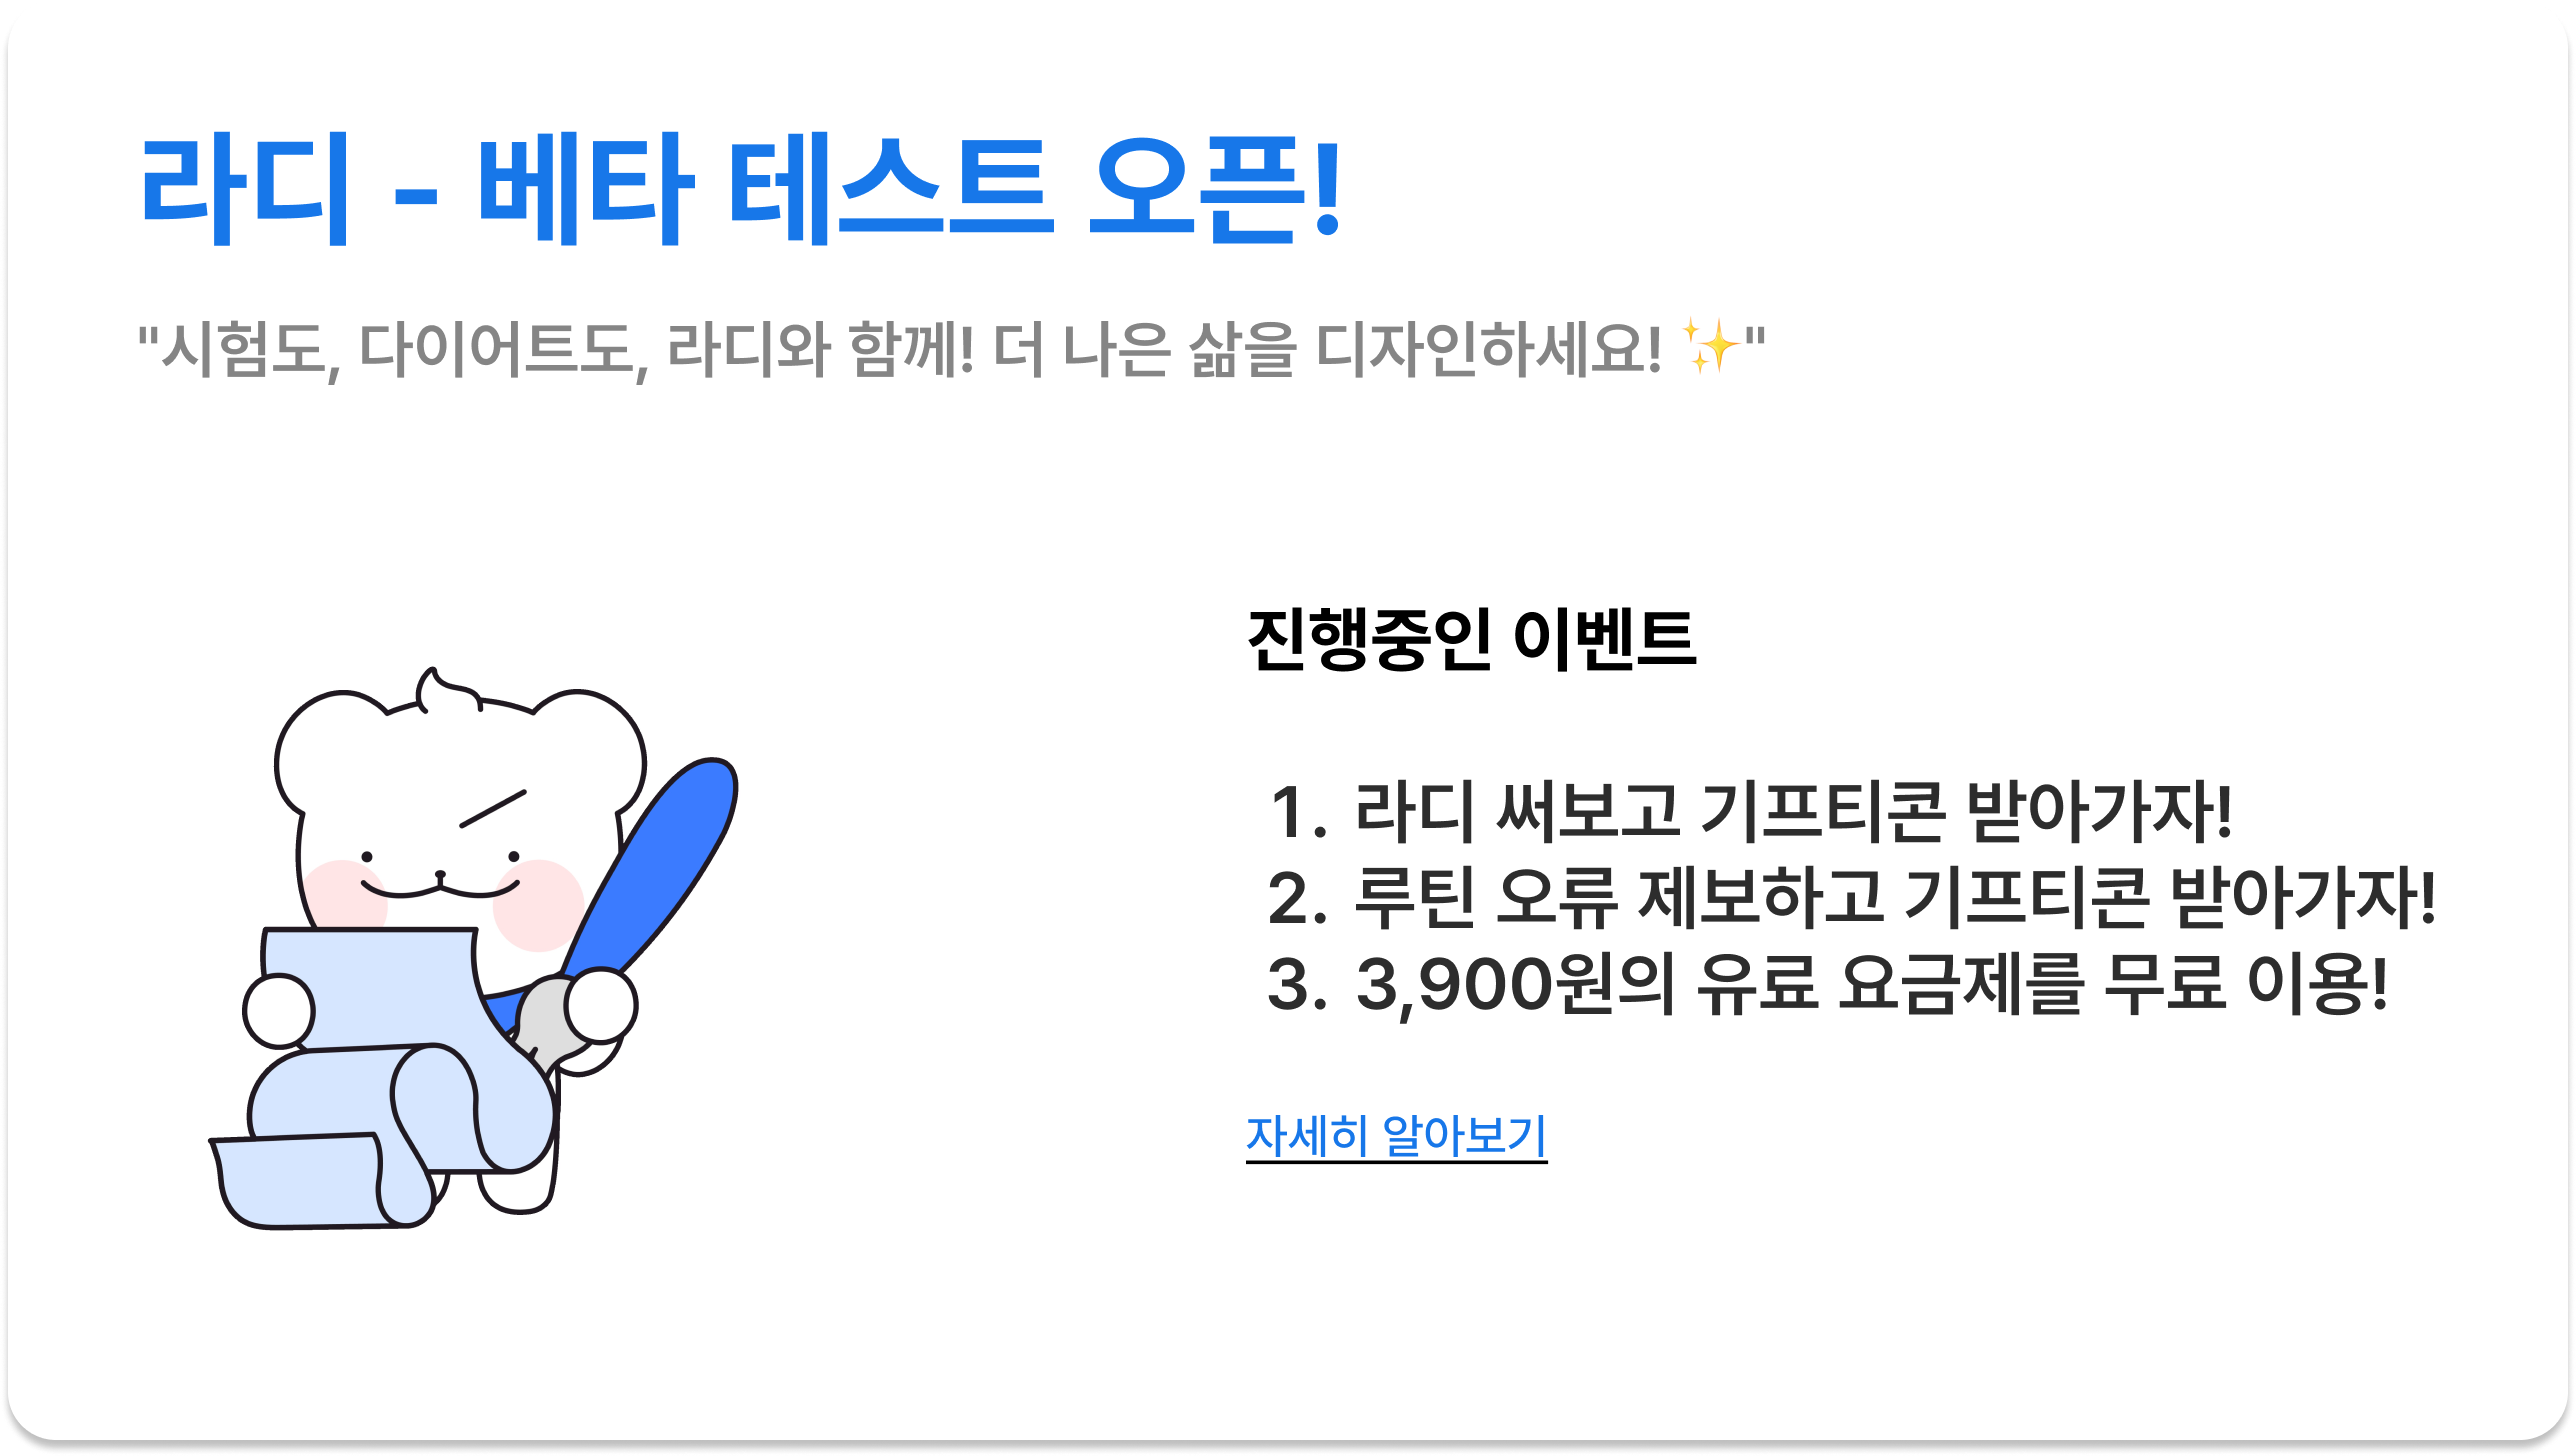 라디 - 베타 테스트 오픈!
"시험도, 다이어트도, 라디와 함께! 더 나은 삶을 디자인하세요! ✨"
진행중인 이벤트
1. 라디 써보고 기프티콘 받아가자!
2. 루틴 오류 제보하고 기프티콘 받아가자!
3. 3,900원의 유료 요금제를 무료 이용!
자세히 알아보기